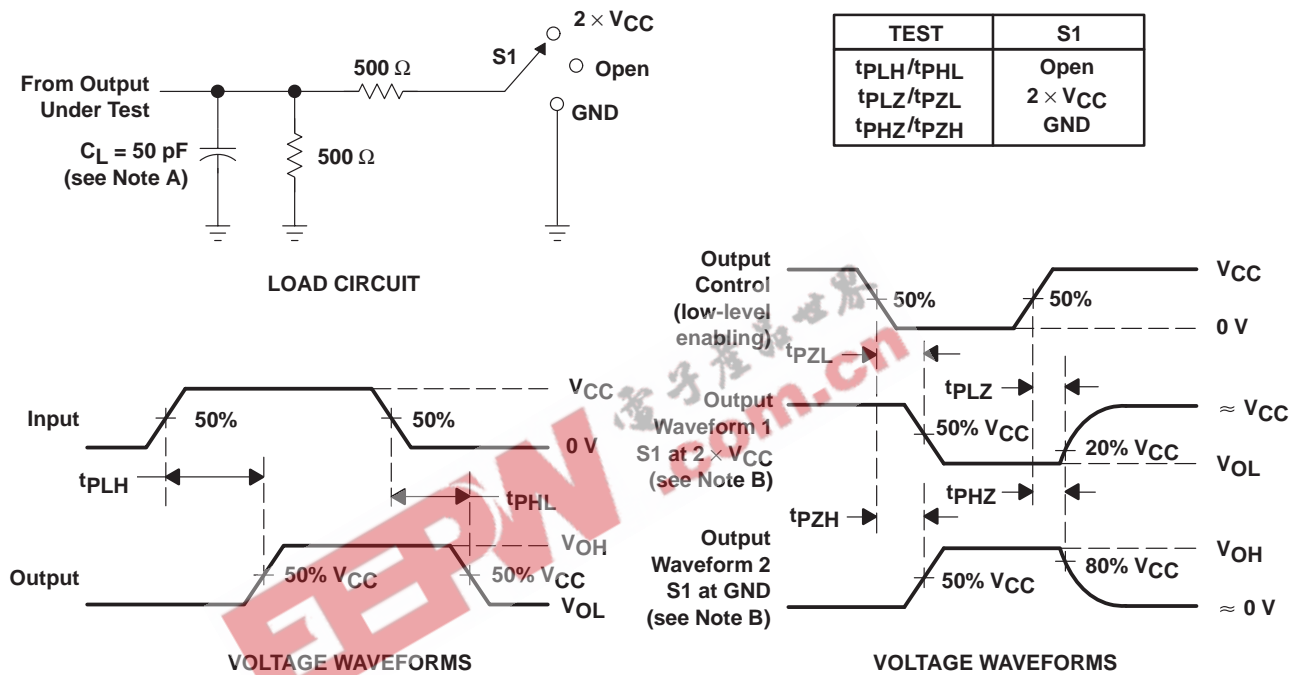 2 × VCC
S1
Open
GND
500 Ω
From Output
Under Test
CL = 50 pF
(see Note A)
500 Ω
LOAD CIRCUIT
TEST S1
tPLH/tPHL Open
tPLZ/tPZL 2 × VCC
tPHZ/tPZH GND
Input
50%
50%
VCC
0 V
tPLH
tPHL
Output
50% VCC
50% VCC
VOH
VOL
VOLTAGE WAVEFORMS
Output
Control
(low-level
enabling)
50%
50%
VCC
0 V
tPZL
tPLZ
Output
Waveform 1
S1 at 2 × VCC
(see Note B)
50% VCC
20% VCC
≈ VCC
VOL
tPZH
tPHZ
Output
Waveform 2
S1 at GND
(see Note B)
50% VCC
80% VCC
VOH
≈ 0 V
VOLTAGE WAVEFORMS
EEPW
.com.cn
电子产品世界